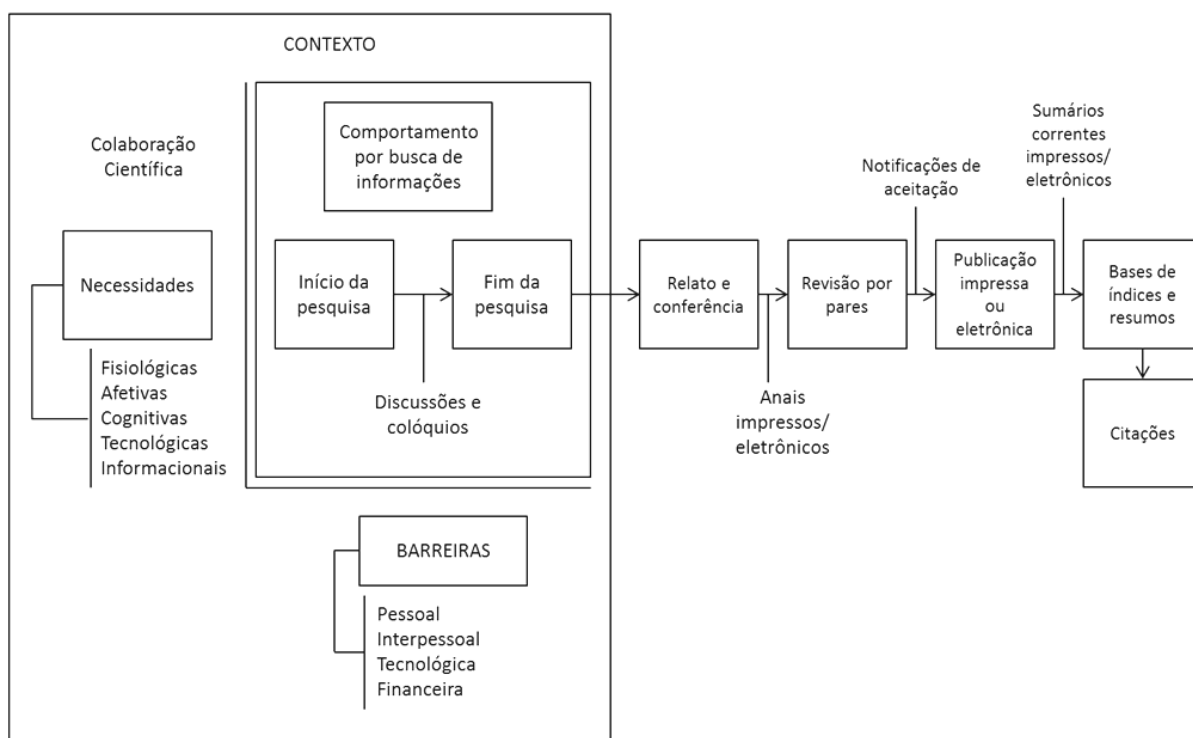 CONTEXTO
Colaboração
Científica
Necessidades
Fisiológicas
Afetivas
Cognitivas
Tecnológicas
Informacionais
Comportamento
por busca de
informações
Início da
pesquisa
Fim da
pesquisa
Discussões e
colóquios
BARREIRAS
Pessoal
Interpessoal
Tecnológica
Financeira
Relato e
conferência
Anais
impressos/
eletrônicos
Revisão por
pares
Notificações de
aceitação
Publicação
impressa
ou
eletrônica
Sumários
correntes
impressos/
eletrônicos
Bases de
índices e
resumos
Citações